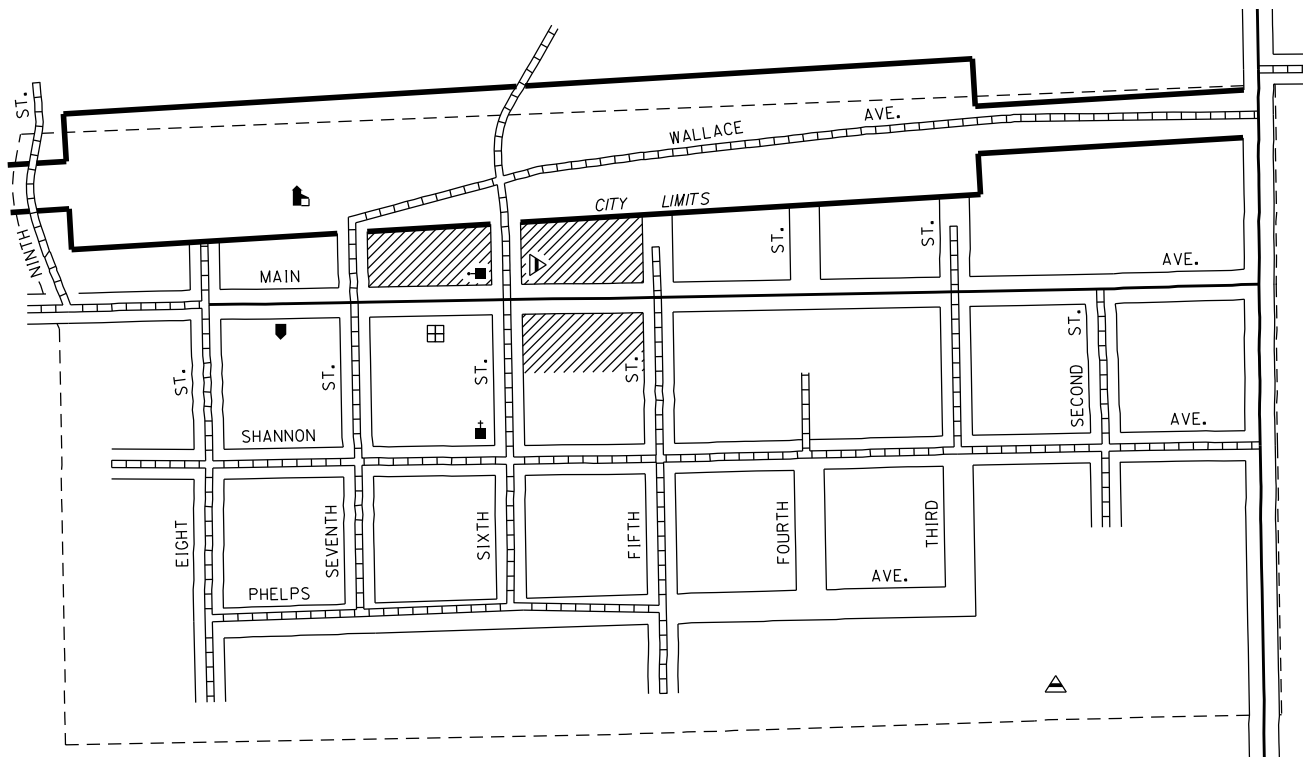 ST.
WALLACE AVE.
CITY LIMITS
NINTH
MAIN
ST.
ST.
AVE.
ST.
ST.
ST.
ST.
ST.
SECOND
SHANNON
AVE.
EIGHT
SEVENTH
SIXTH
FIFTH
FOURTH
THIRD
PHELPS
AVE.